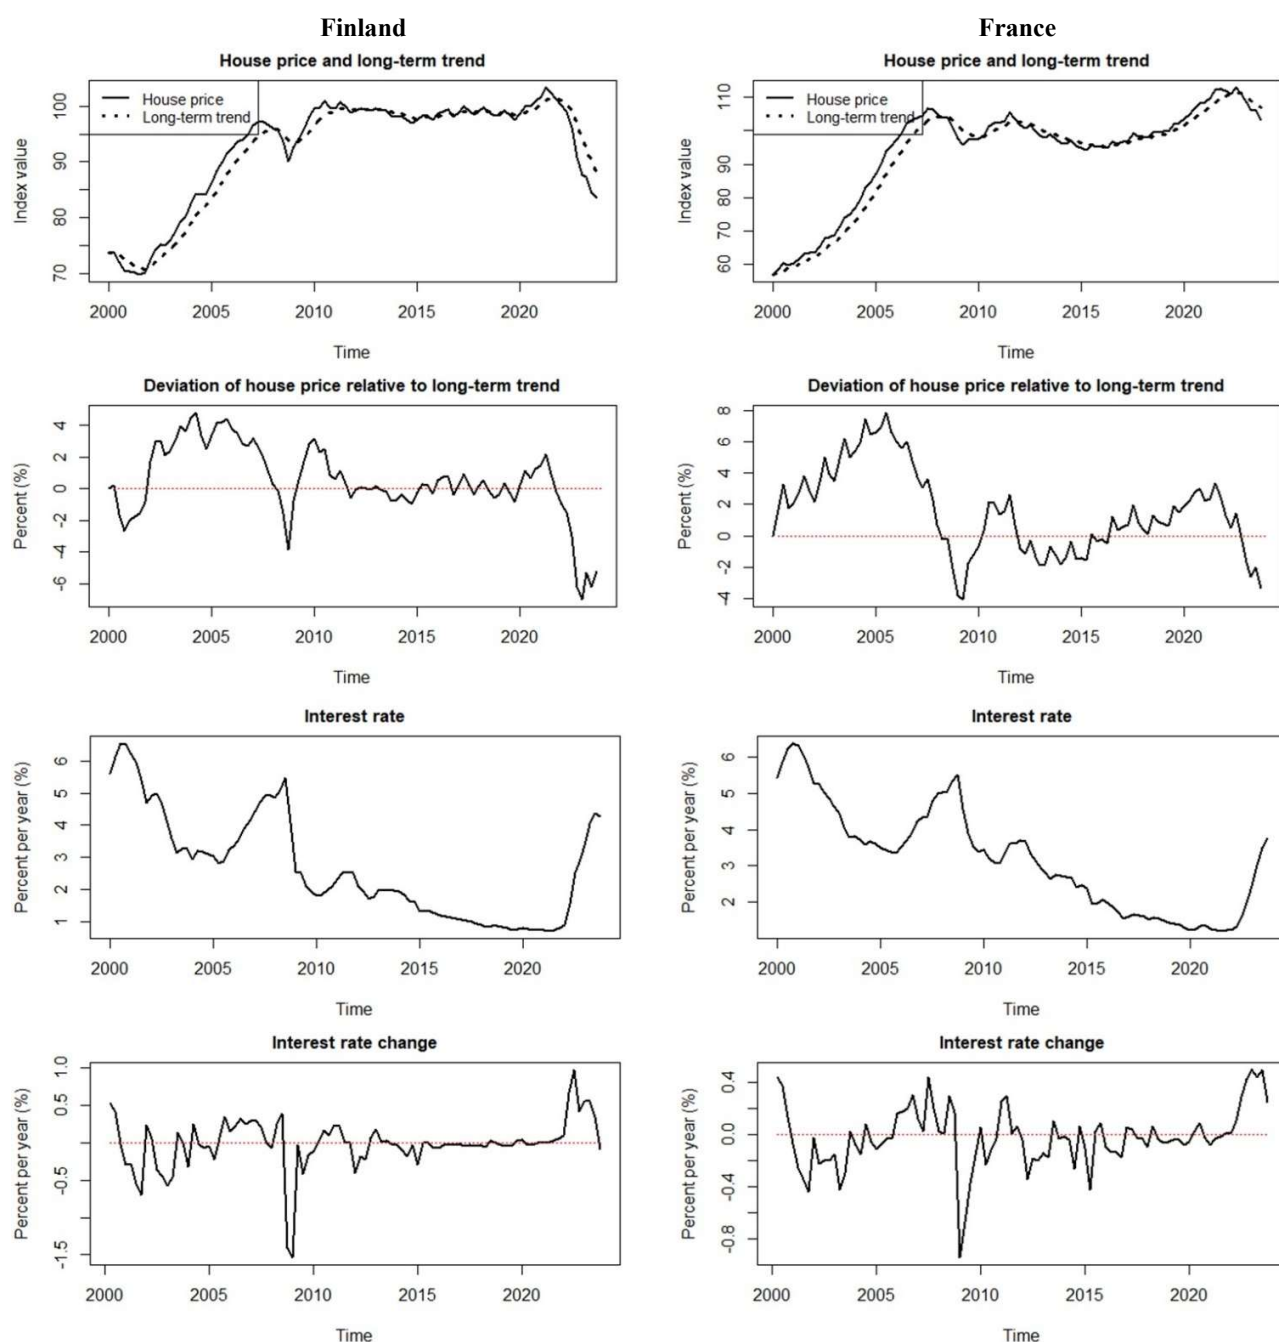 Finland
House price and long-term trend
House price
Long-term trend
Index value
100
90
80
70
2000 2005 2010 2015 2020
Time
Deviation of house price relative to long-term trend
Percent (%)
4
2
0
-2
-4
-6
2000 2005 2010 2015 2020
Time
Interest rate
Percent per year (%)
6
5
4
3
2
1
2000 2005 2010 2015 2020
Time
Interest rate change
Percent per year (%)
1.0
0.5
-0.5
-1.5
2000 2005 2010 2015 2020
Time
France
House price and long-term trend
House price
Long-term trend
Index value
110
90
80
70
60
2000 2005 2010 2015 2020
Time
Deviation of house price relative to long-term trend
Percent (%)
8
6
4
2
0
-2
-4
2000 2005 2010 2015 2020
Time
Interest rate
Percent per year (%)
6
5
4
3
2
2000 2005 2010 2015 2020
Time
Interest rate change
Percent per year (%)
0.4
0.0
-0.4
-0.8
2000 2005 2010 2015 2020
Time